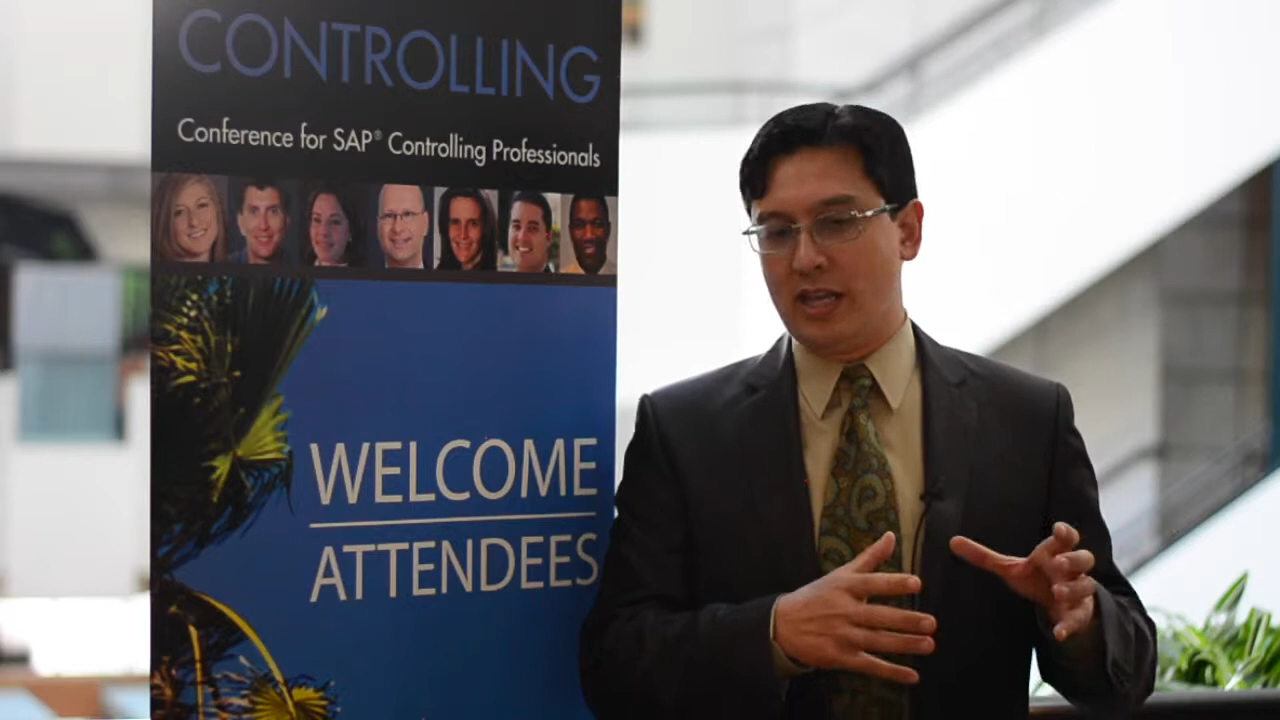 CONTROLLING
Conference for SAP® Controlling Professionals
WELCOME
ATTENDEES